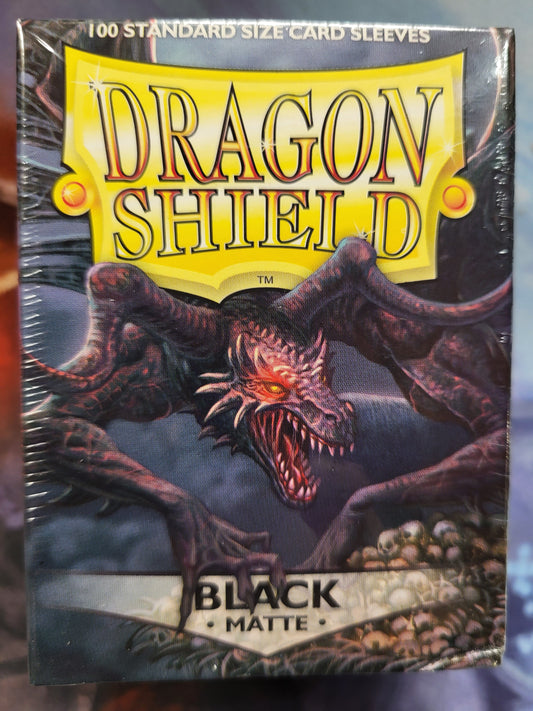 100 STANDARD SIZE CARD SLEEVES
DRAGON
SHIELD
™
BLACK
• MATTE •